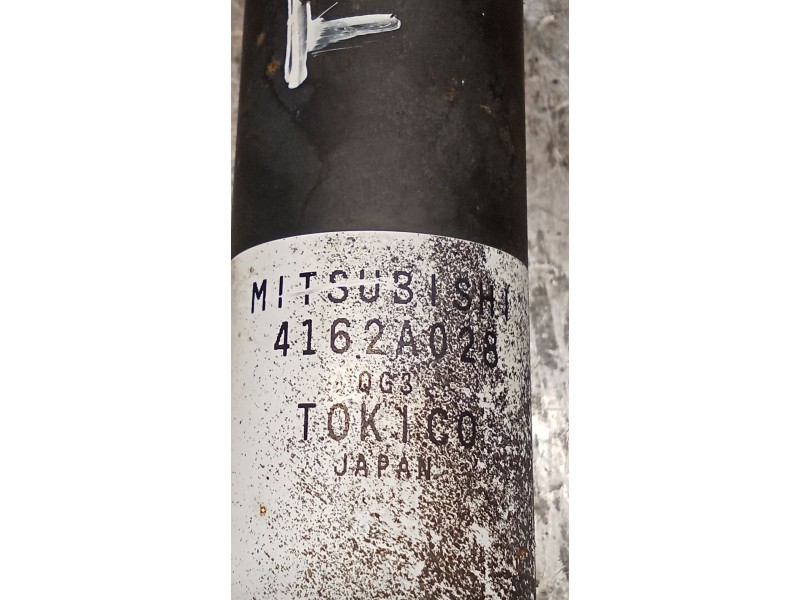 MITSUBISHI
4162A028
QG3
TOKICO
JAPAN